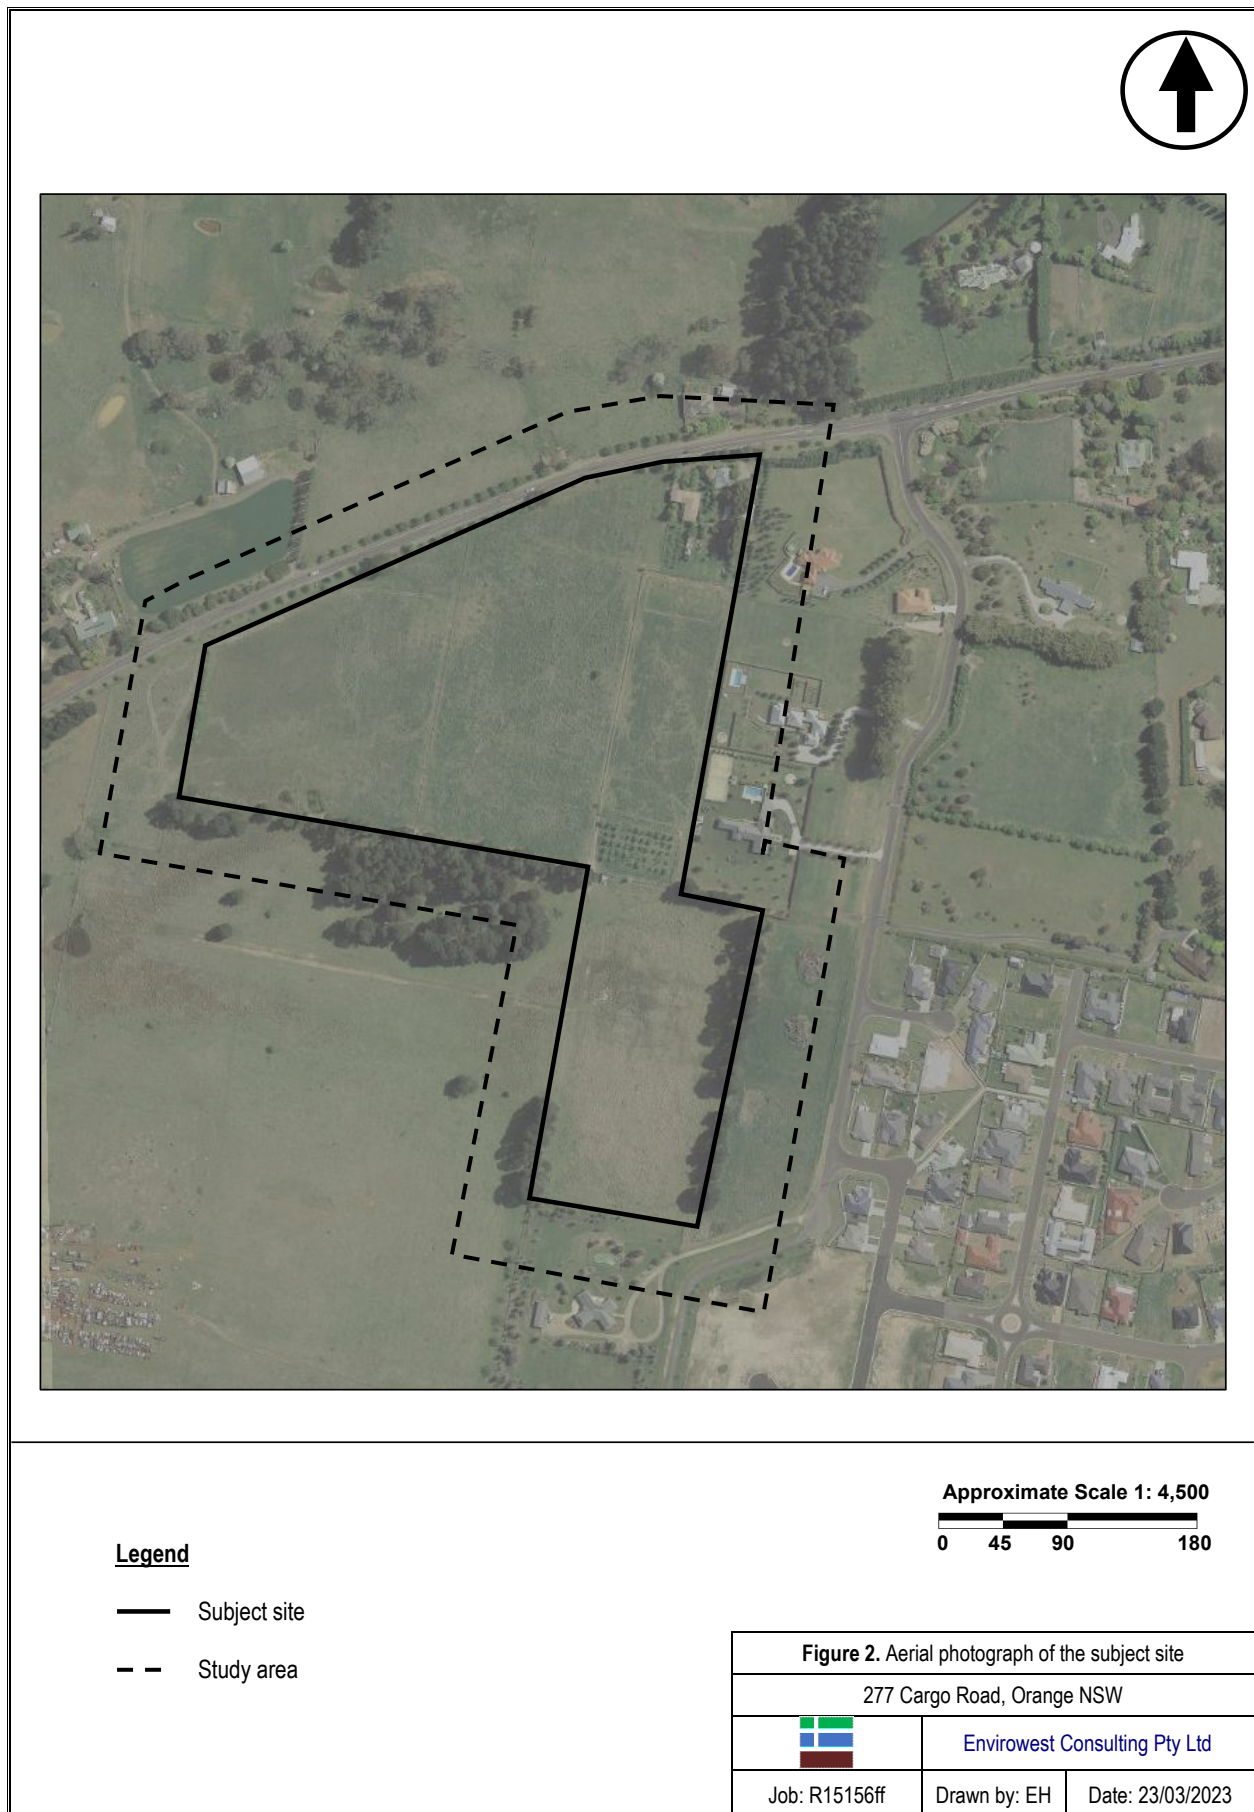 Approximate Scale 1: 4,500
0 45 90 180
Legend
Subject site
Study area
Figure 2. Aerial photograph of the subject site
277 Cargo Road, Orange NSW
Envirowest Consulting Pty Ltd
Job: R15156ff
Drawn by: EH
Date: 23/03/2023